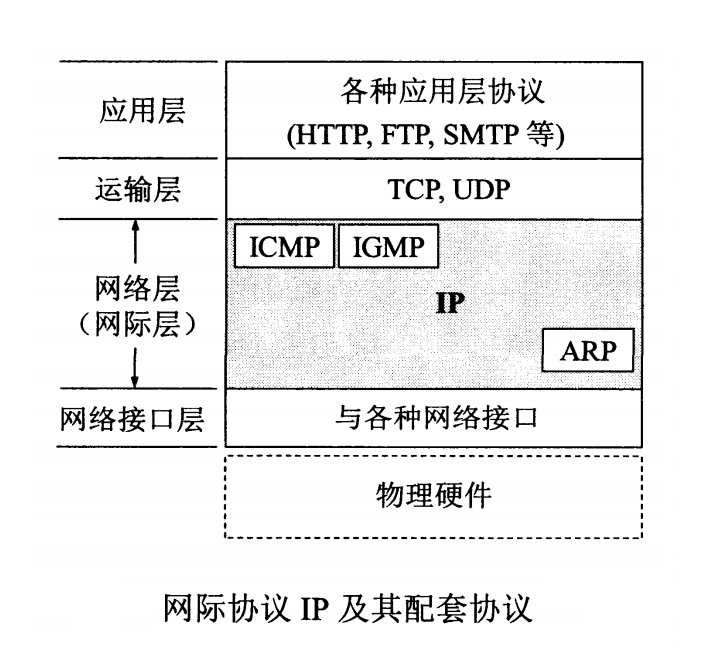 应用层
各种应用层协议
(HTTP, FTP, SMTP 等)
运输层
TCP, UDP
ICMP
IGMP
网络层
（网际层）
IP
ARP
网络接口层
与各种网络接口
物理硬件
网际协议 IP 及其配套协议